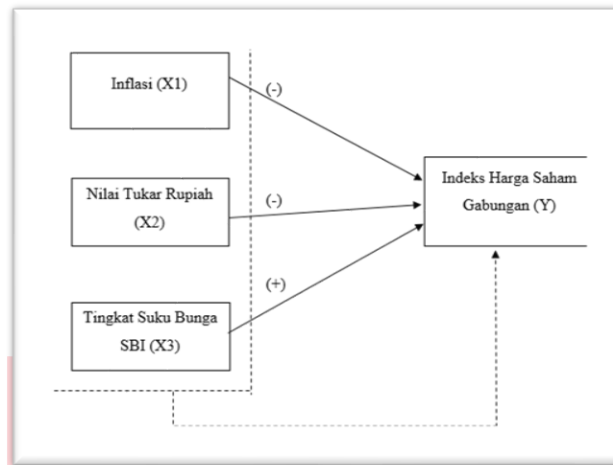 Inflasi (X1)
(-)
Nilai Tukar Rupiah
(X2)
(-)
Indeks Harga Saham
Gabungan (Y)
(+)
Tingkat Suku Bunga
SBI (X3)